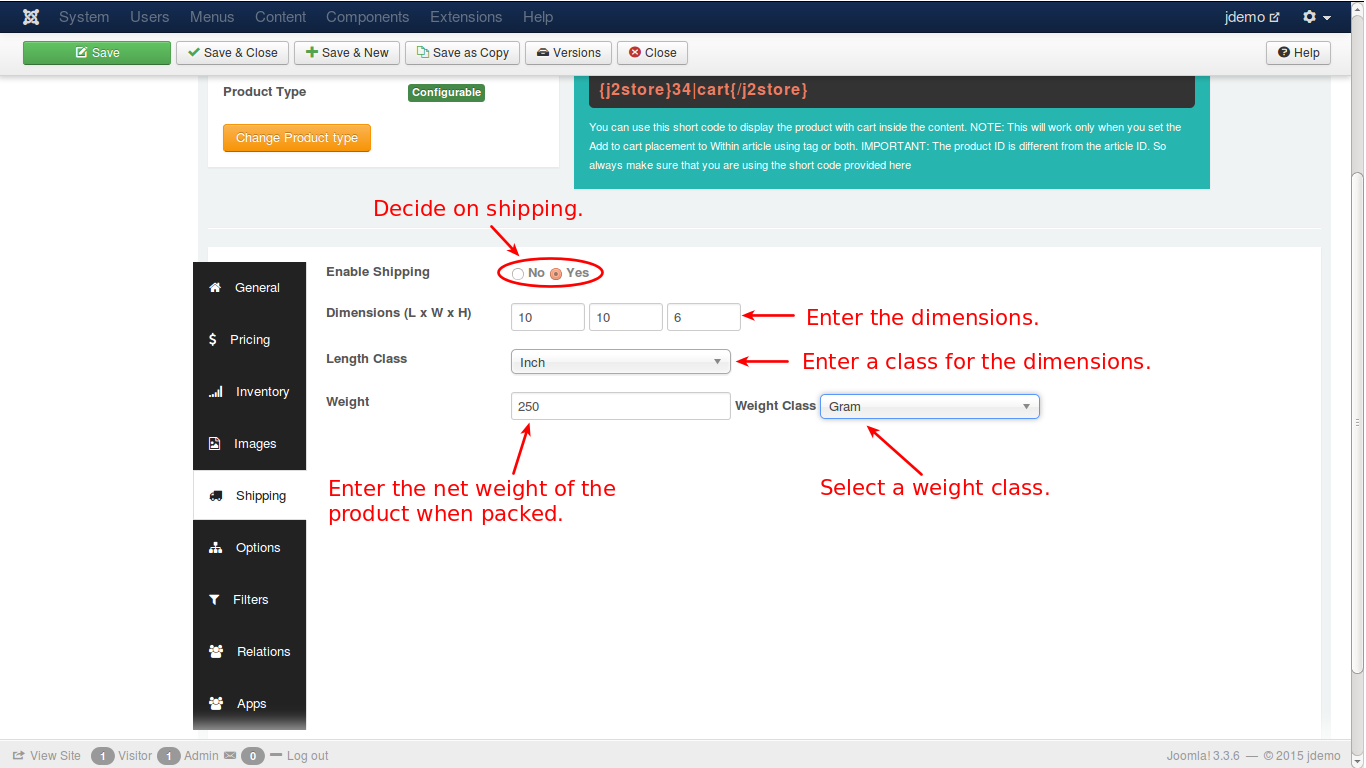 System Users Menus Content Components Extensions Help jdemo
Save Save & Close Save & New Save as Copy Versions Close Help
Product Type Configurable
Change Product type
{j2store}34|cart{/j2store}
You can use this short code to display the product with cart inside the content. NOTE: This will work only when you set the
Add to cart placement to Within article using tag or both. IMPORTANT: The product ID is different from the article ID. So
always make sure that you are using the short code provided here
Decide on shipping.
General
Pricing
Inventory
Images
Shipping
Options
Filters
Relations
Apps
Enable Shipping No Yes
Dimensions (L x W x H) 10 10 6 Enter the dimensions.
Length Class Inch Enter a class for the dimensions.
Weight 250 Weight Class Gram
Enter the net weight of the
product when packed.
Select a weight class.
View Site 1 Visitor 1 Admin 0 Log out Joomla! 3.3.6 — © 2015 jdemo